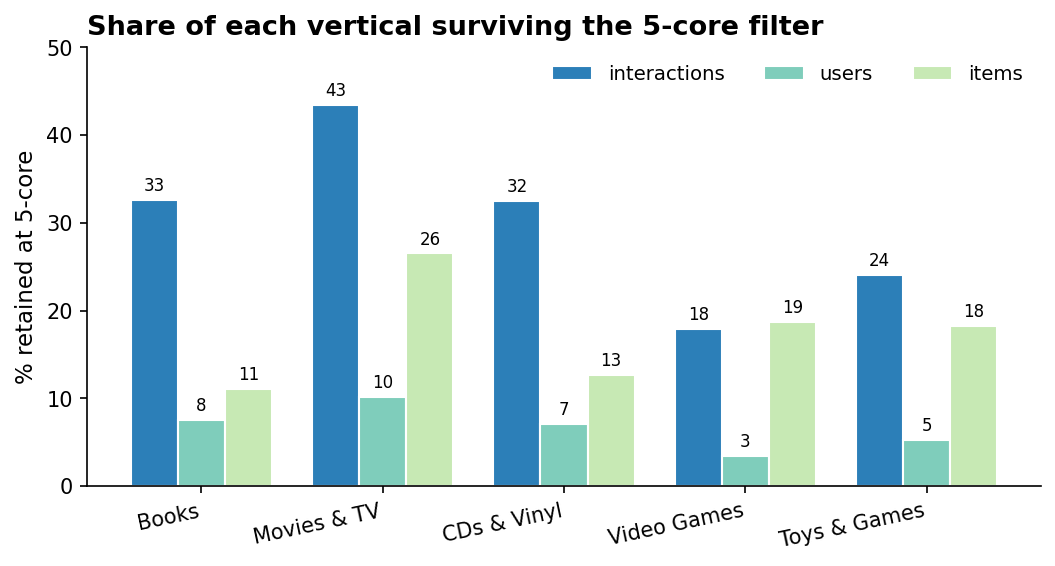 Share of each vertical surviving the 5-core filter
interactions users items
% retained at 5-core
50
40
30
20
10
0
33 8 11
43 10 26
32 7 13
18 3 19
24 5 18
Books Movies & TV CDs & Vinyl Video Games Toys & Games